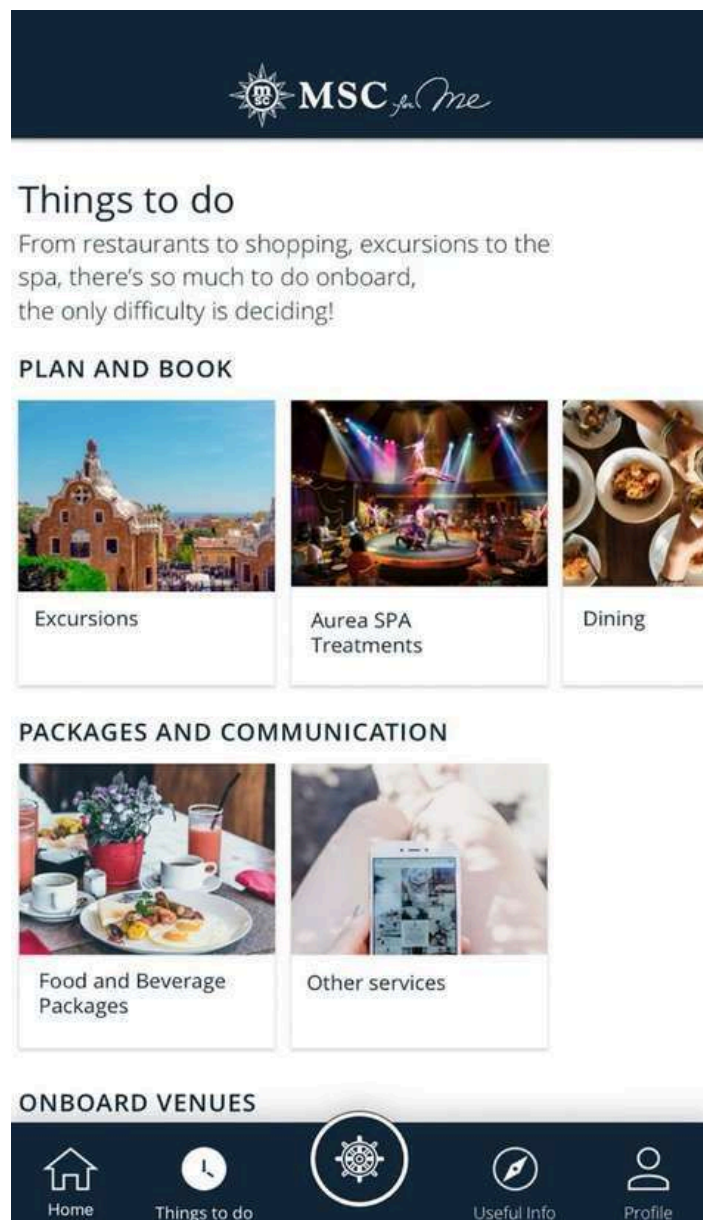 msc MSC for Me
Things to do
From restaurants to shopping, excursions to the
spa, there's so much to do onboard,
the only difficulty is deciding!
PLAN AND BOOK
Excursions
Aurea SPA
Treatments
Dining
PACKAGES AND COMMUNICATION
Food and Beverage
Packages
Other services
ONBOARD VENUES
Home
Things to do
Useful Info
Profile